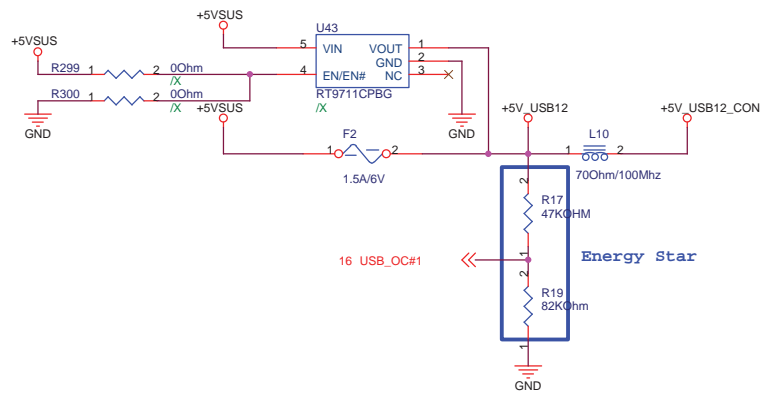 +5VSUS
+5VSUS
R299 1 2 0Ohm
/X
R300 1 2 0Ohm
/X
GND
U43
5 VIN VOUT 1
GND 2
4 EN/EN# NC 3
RT9711CPBG
/X
GND
+5VSUS
F2
1 2
1.5A/6V
+5V_USB12
+5V_USB12_CON
L10
1 2
70Ohm/100Mhz
2
R17
47KOHM
1
16 USB_OC#1
Energy Star
2
R19
82KOhm
1
GND